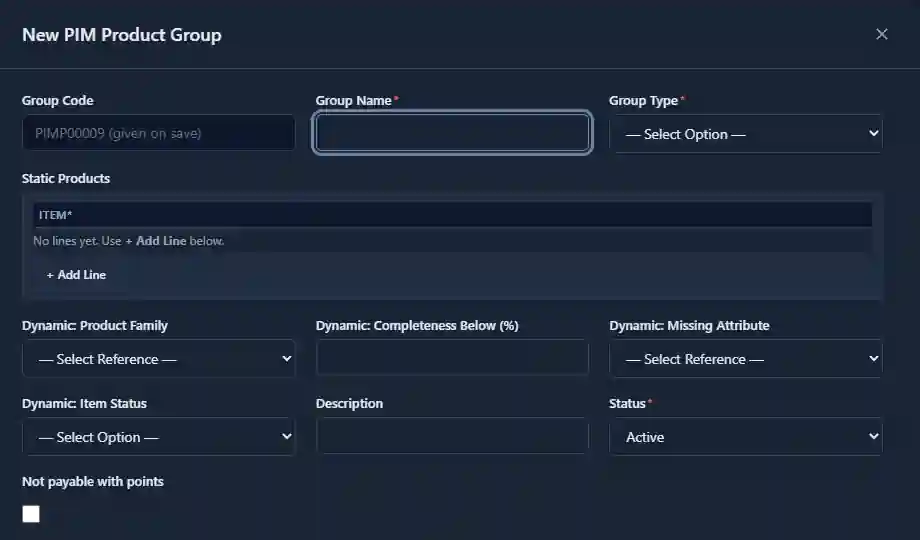 New PIM Product Group
Group Code
Group Name*
Group Type*
PIMP00009 (given on save)
— Select Option —
Static Products
ITEM*
No lines yet. Use + Add Line below.
+ Add Line
Dynamic: Product Family
Dynamic: Completeness Below (%)
Dynamic: Missing Attribute
— Select Reference —
— Select Reference —
Dynamic: Item Status
Description
Status*
— Select Option —
Active
Not payable with points